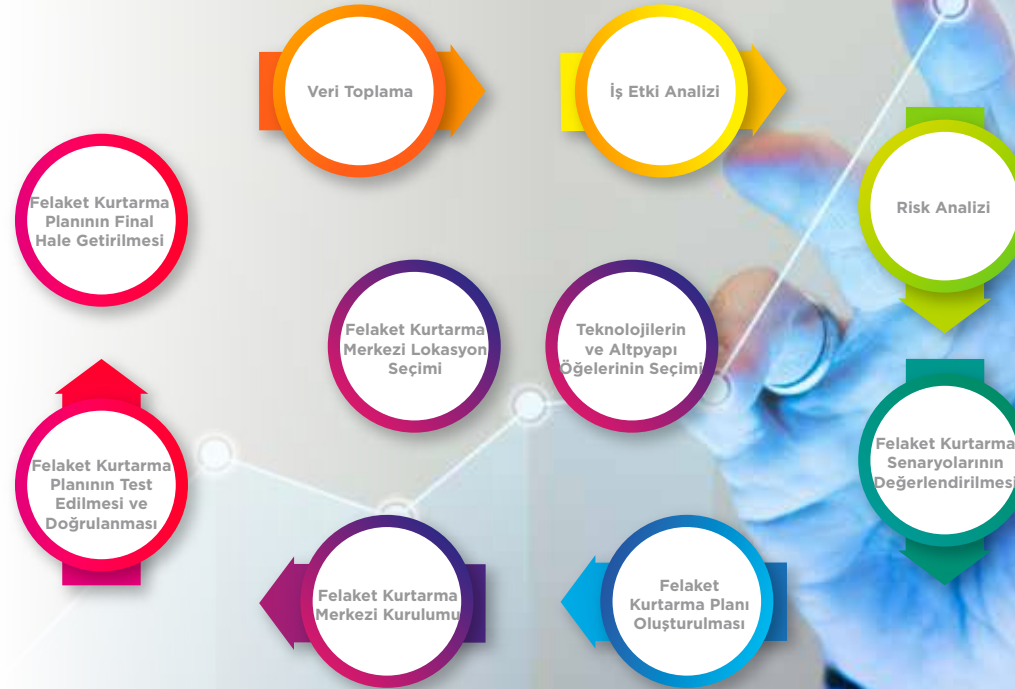 Veri Toplama
İş Etki Analizi
Risk Analizi
Felaket Kurtarma
Senaryolarının
Değerlendirilmesi
Felaket
Kurtarma Planı
Oluşturulması
Felaket Kurtarma
Merkezi Kurulumu
Felaket Kurtarma
Planının Test
Edilmesi ve
Doğrulanması
Felaket Kurtarma
Planının Final
Hale Getirilmesi
Felaket Kurtarma
Merkezi Lokasyon
Seçimi
Teknolojilerin
ve Altpyapı
Öğelerinin Seçimi